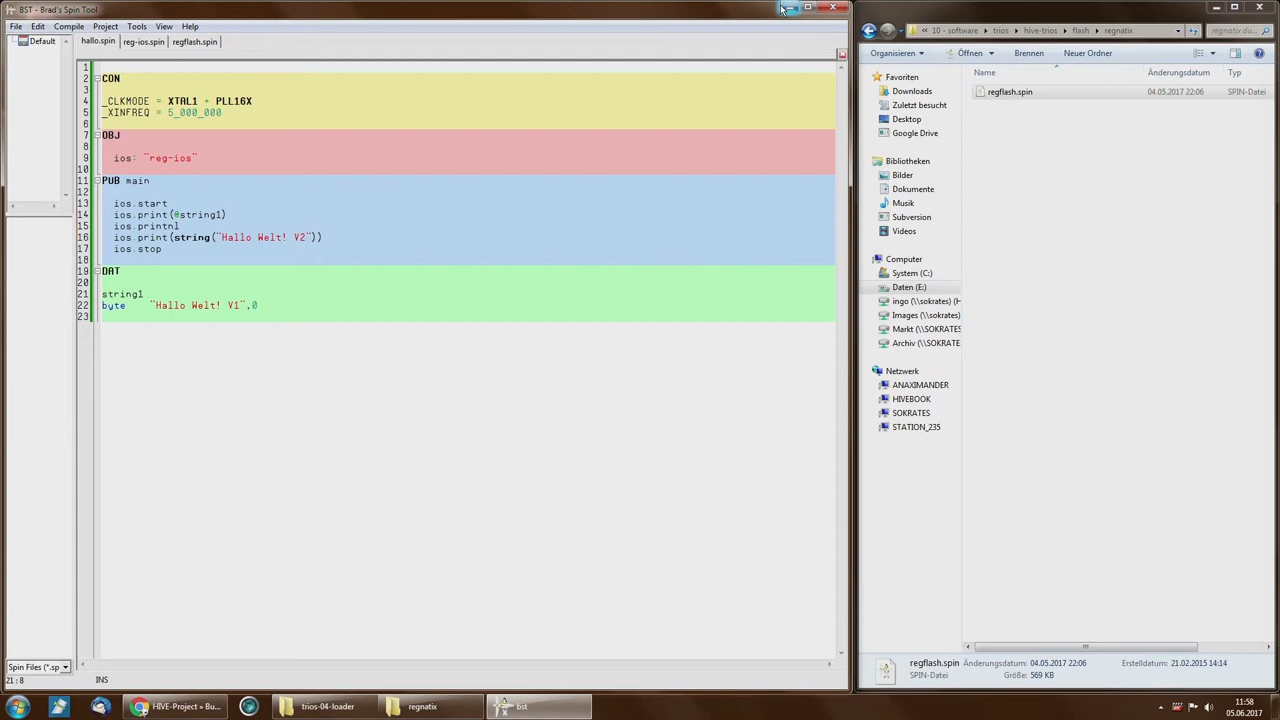 BST - Brad's Spin Tool
File Edit Compile Project Tools View Help
Default
hallo.spin reg-ios.spin regflash.spin
1
2 CON
3
4 _CLKMODE = XTAL1 + PLL16X
5 _XINFREQ = 5_000_000
6
7 OBJ
8
9 ios: "reg-ios"
10
11 PUB main
12
13 ios.start
14 ios.print(@string1)
15 ios.printnl
16 ios.print(string("Hallo Welt! V2"))
17 ios.stop
18
19 DAT
20
21 string1
22 byte "Hallo Welt! V1",0
23
Spin Files (*.sp
21 : 8
INS
10 - software trios hive-trios flash regnatix
regnatix du...
Organisieren Öffnen Brennen Neuer Ordner
Favoriten
Downloads
Zuletzt besucht
Desktop
Google Drive
Bibliotheken
Bilder
Dokumente
Musik
Subversion
Videos
Computer
System (C:)
Daten (E:)
ingo (\\sokrates) (H
Images (\\sokrates)
Markt (\\SOKRATES
Archiv (\\SOKRATE
Netzwerk
ANAXIMANDER
HIVEBOOK
SOKRATES
STATION_235
Name Änderungsdatum Typ
regflash.spin 04.05.2017 22:06 SPIN-Datei
regflash.spin Änderungsdatum: 04.05.2017 22:06 Erstelldatum: 21.02.2015 14:14
SPIN-Datei Größe: 569 KB
HIVE-Project » Bu...
trios-04-loader
regnatix
bst
11:58
05.06.2017